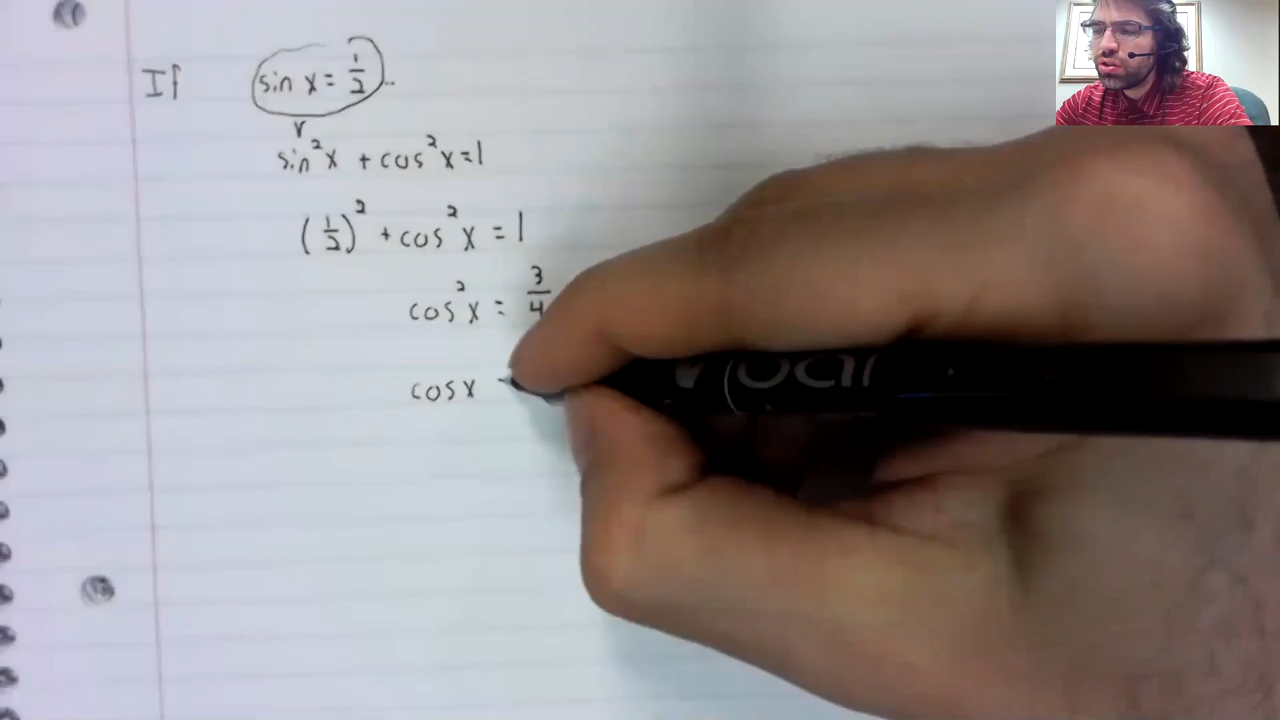 If sin x = 1/2 ...
sin²x + cos²x = 1
(1/2)² + cos²x = 1
cos²x = 3/4
cos x